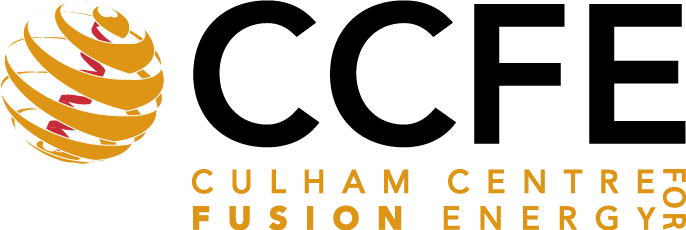 CCFE
CULHAM CENTRE FOR
FUSION ENERGY